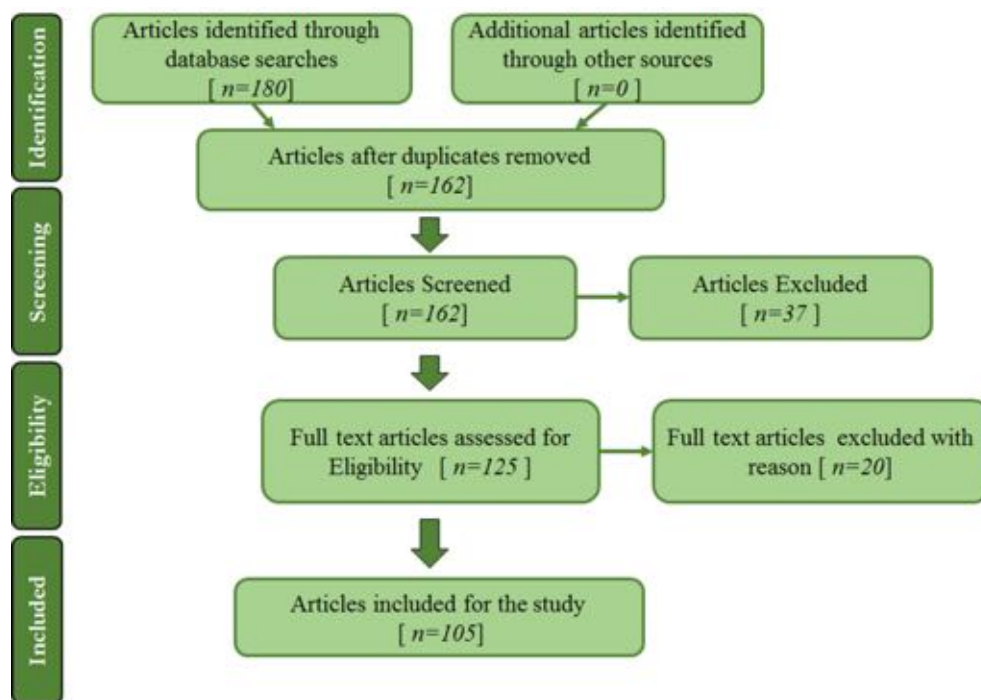 Identification
Articles identified through
database searches
[ n=180]
Additional articles identified
through other sources
[ n=0 ]
Articles after duplicates removed
[ n=162]
Screening
Articles Screened
[ n=162]
Articles Excluded
[ n=37 ]
Eligibility
Full text articles assessed for
Eligibility [ n=125 ]
Full text articles excluded with
reason [ n=20]
Included
Articles included for the study
[ n=105]